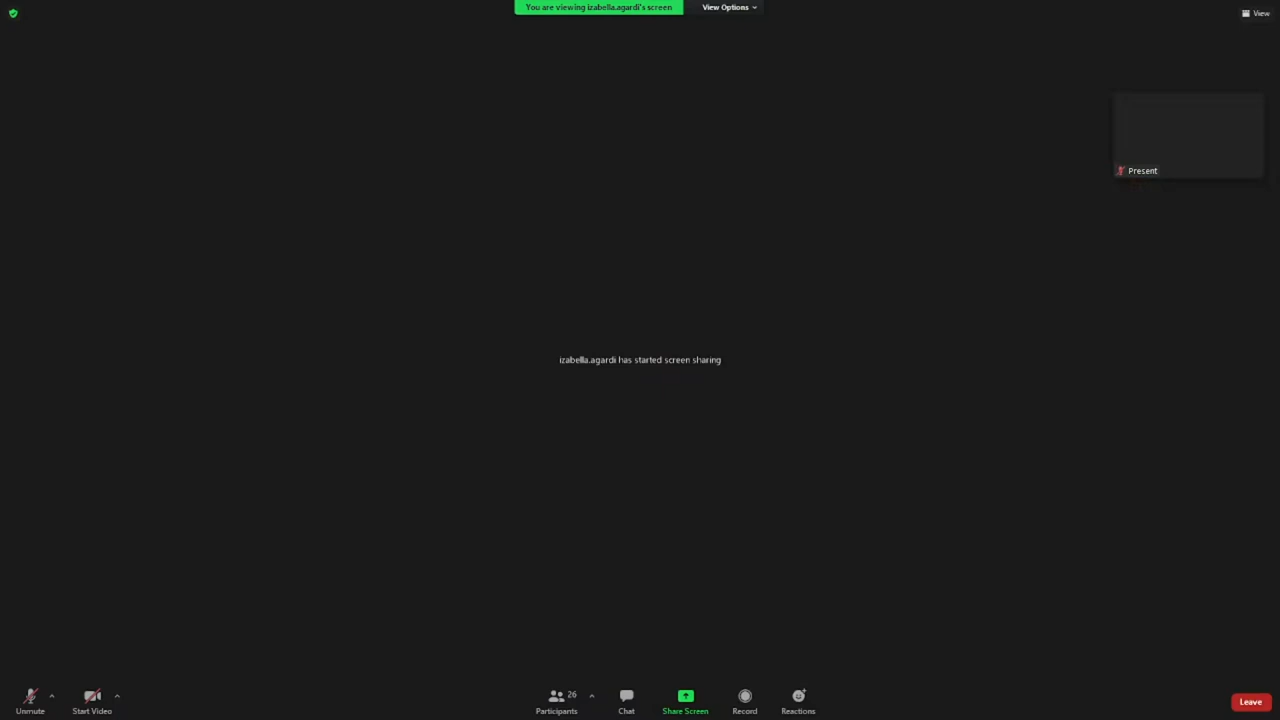 You are viewing izabella.agardi's screen
View Options
View
Present
izabella.agardi has started screen sharing
26
Unmute
Start Video
Participants
Chat
Share Screen
Record
Reactions
Leave